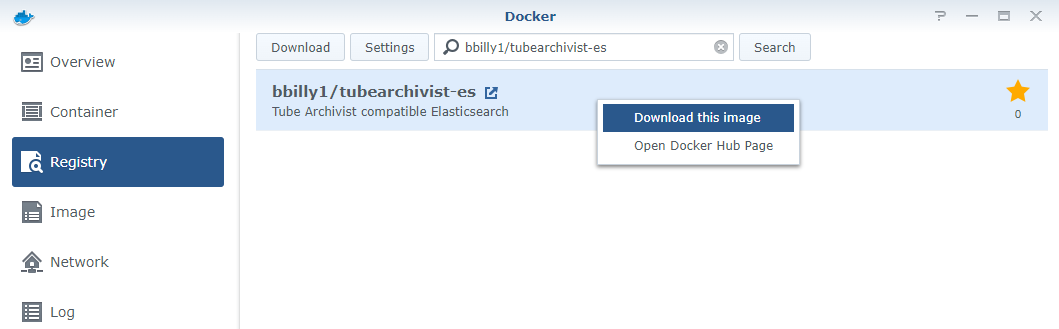 Docker
?
Overview
Container
Registry
Image
Network
Log
Download
Settings
bbilly1/tubearchivist-es
Search
bbilly1/tubearchivist-es
Tube Archivist compatible Elasticsearch
0
Download this image
Open Docker Hub Page